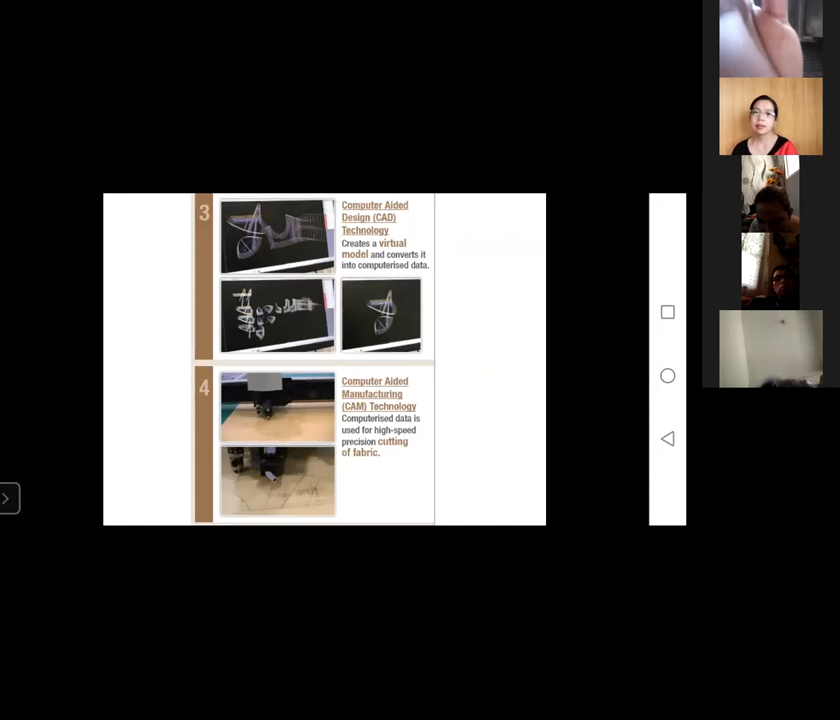 3
Computer Aided
Design (CAD)
Technology
Creates a virtual
model and converts it
into computerised data.
4
Computer Aided
Manufacturing
(CAM) Technology
Computerised data is
used for high-speed
precision cutting
of fabric.